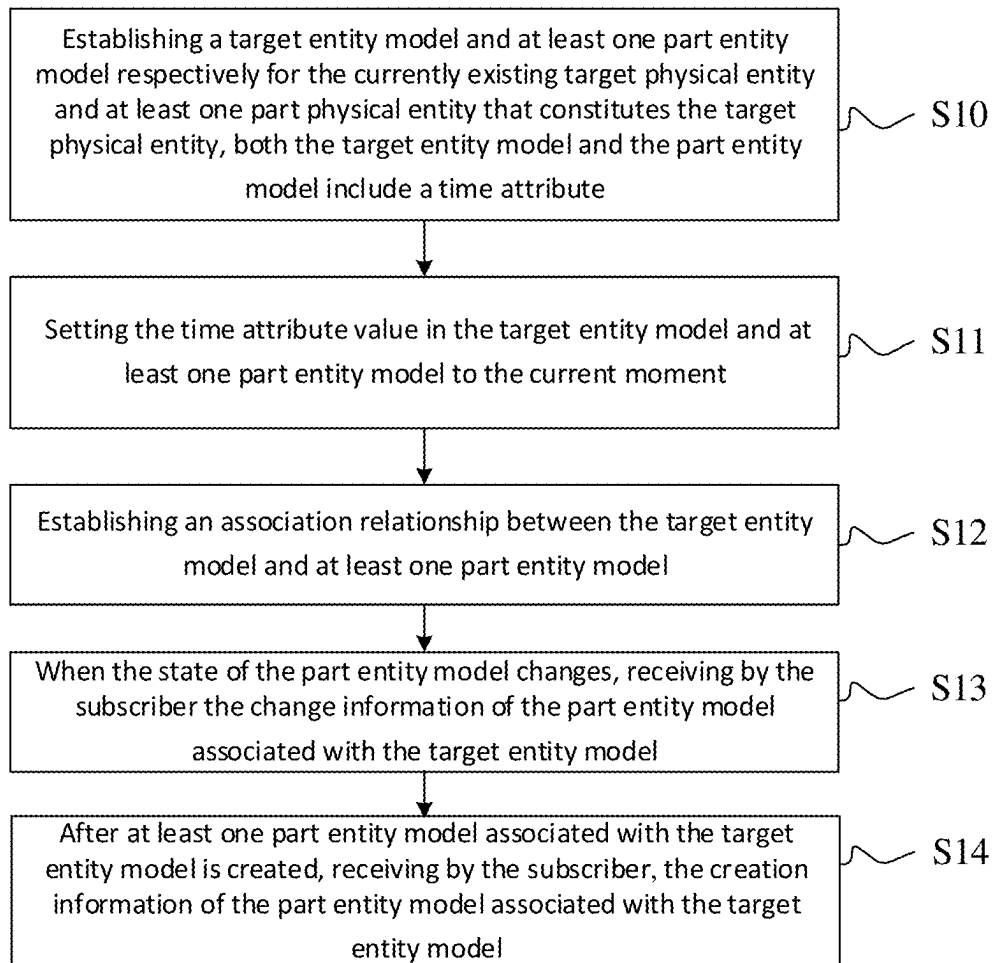 Establishing a target entity model and at least one part entity
model respectively for the currently existing target physical entity
and at least one part physical entity that constitutes the target
physical entity, both the target entity model and the part entity
model include a time attribute
S10
Setting the time attribute value in the target entity model and at
least one part entity model to the current moment
S11
Establishing an association relationship between the target entity
model and at least one part entity model
S12
When the state of the part entity model changes, receiving by the
subscriber the change information of the part entity model
associated with the target entity model
S13
After at least one part entity model associated with the target
entity model is created, receiving by the subscriber, the creation
information of the part entity model associated with the target
entity model
S14